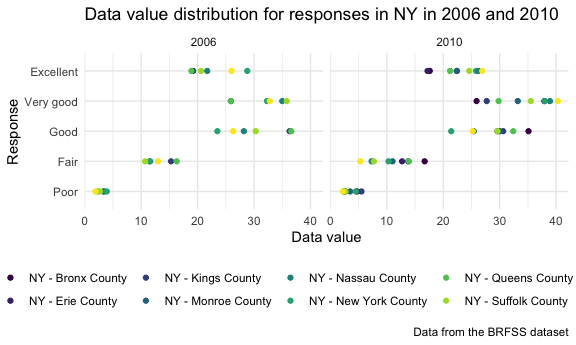 Data value distribution for responses in NY in 2006 and 2010
2006 2010
Response
Excellent
Very good
Good
Fair
Poor
0 10 20 30 40 0 10 20 30 40
Data value
NY - Bronx County NY - Kings County NY - Nassau County NY - Queens County
NY - Erie County NY - Monroe County NY - New York County NY - Suffolk County
Data from the BRFSS dataset